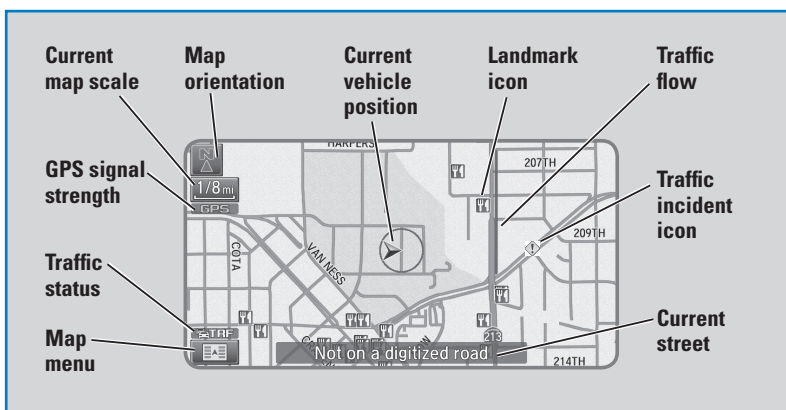 Current
map scale
Map
orientation
Current
vehicle
position
Landmark
icon
Traffic
flow
GPS signal
strength
Traffic
incident
icon
Traffic
status
Map
menu
Current
street
HARPERS
N
1/8 mi
GPS
207TH
209TH
COTA
VAN NESS
TRF
213
Not on a digitized road
214TH